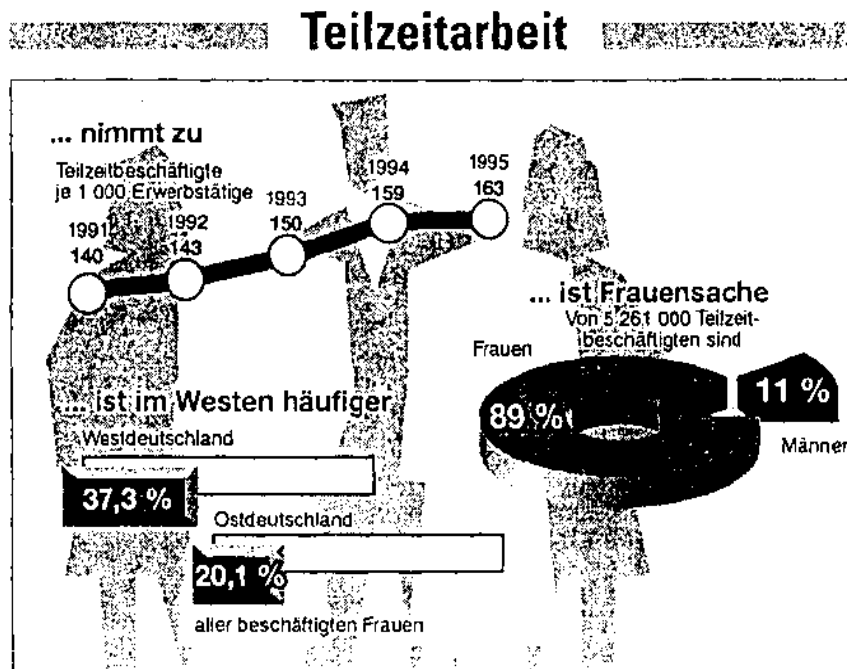 Teilzeitarbeit
... nimmt zu
Teilzeitbeschäftigte
je 1 000 Erwerbstätige
1991
140
1992
143
1993
150
1994
159
1995
163
... ist Frauensache
Von 5 261 000 Teilzeit-
beschäftigten sind
Frauen
89 %
11 %
Männer
.... ist im Westen häufiger
Westdeutschland
37,3 %
Ostdeutschland
20,1 %
aller beschäftigten Frauen